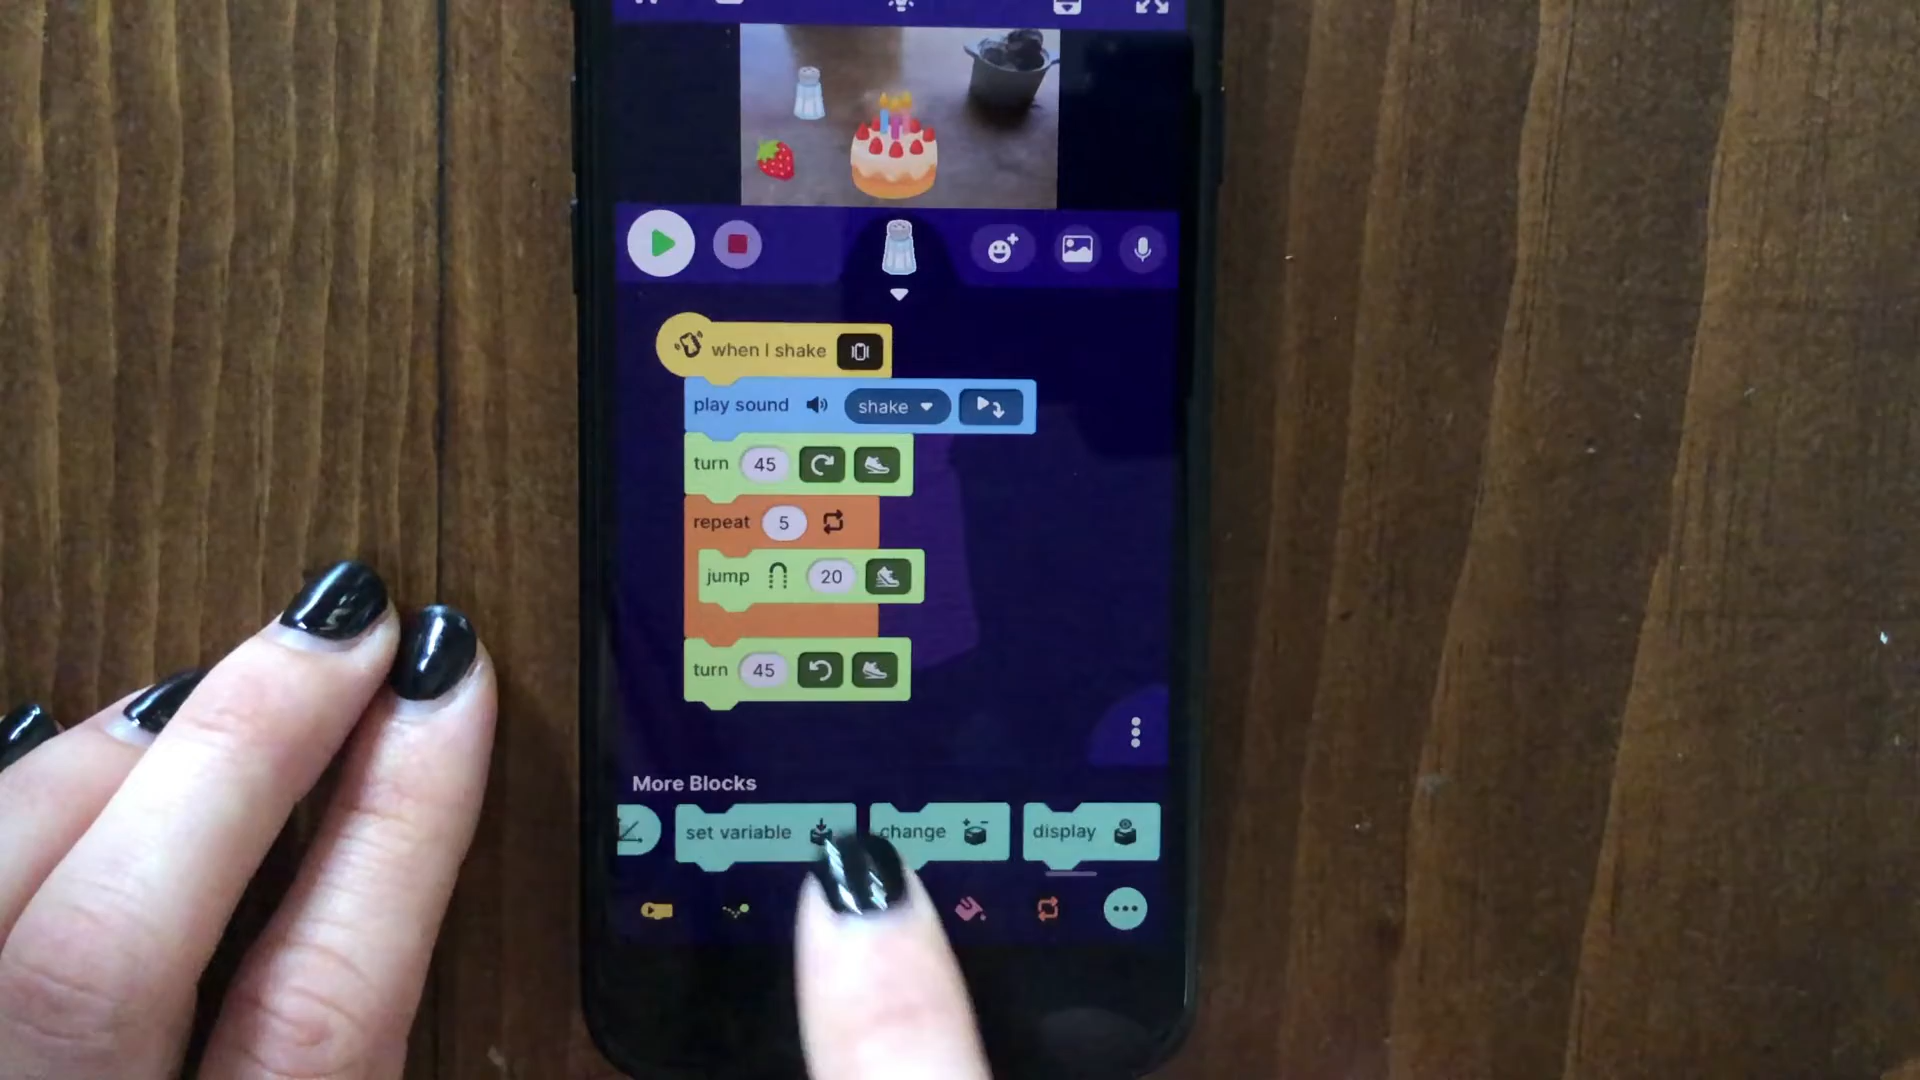 when I shake
play sound shake
turn 45
repeat 5
jump 20
turn 45
More Blocks
set variable change display